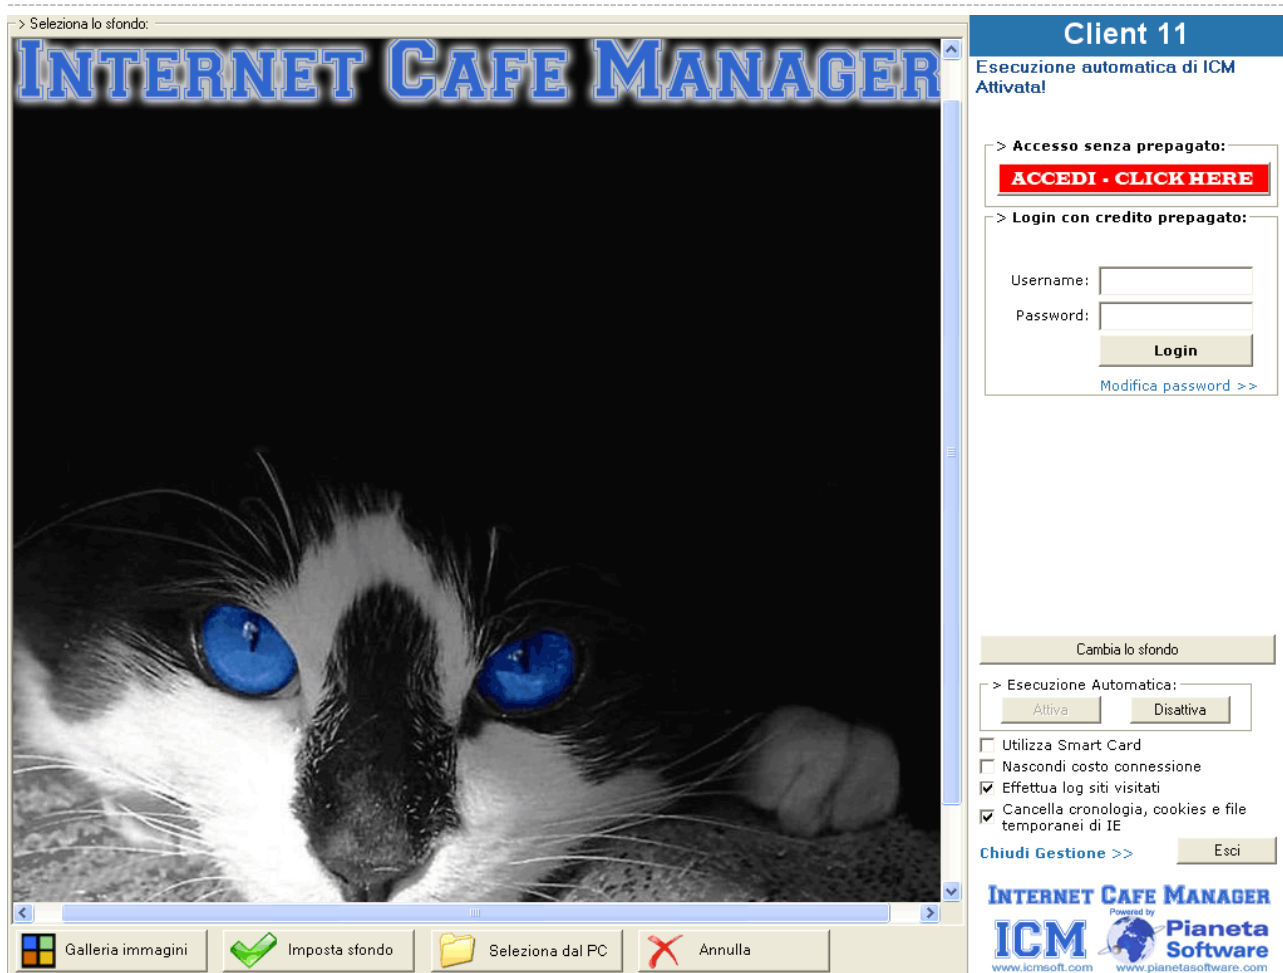 > Seleziona lo sfondo:
INTERNET CAFE MANAGER
Client 11
Esecuzione automatica di ICM
Attivata!
> Accesso senza prepagato:
ACCEDI - CLICK HERE
> Login con credito prepagato:
Username:
Password:
Login
Modifica password >>
Cambia lo sfondo
> Esecuzione Automatica:
Attiva
Disattiva
Utilizza Smart Card
Nascondi costo connessione
Effettua log siti visitati
Cancella cronologia, cookies e file
temporanei di IE
Chiudi Gestione >>
Esci
INTERNET CAFE MANAGER
ICM
www.icmsoft.com
Powered by
Pianeta
Software
www.pianetasoftware.com
Galleria immagini
Imposta sfondo
Seleziona dal PC
Annulla